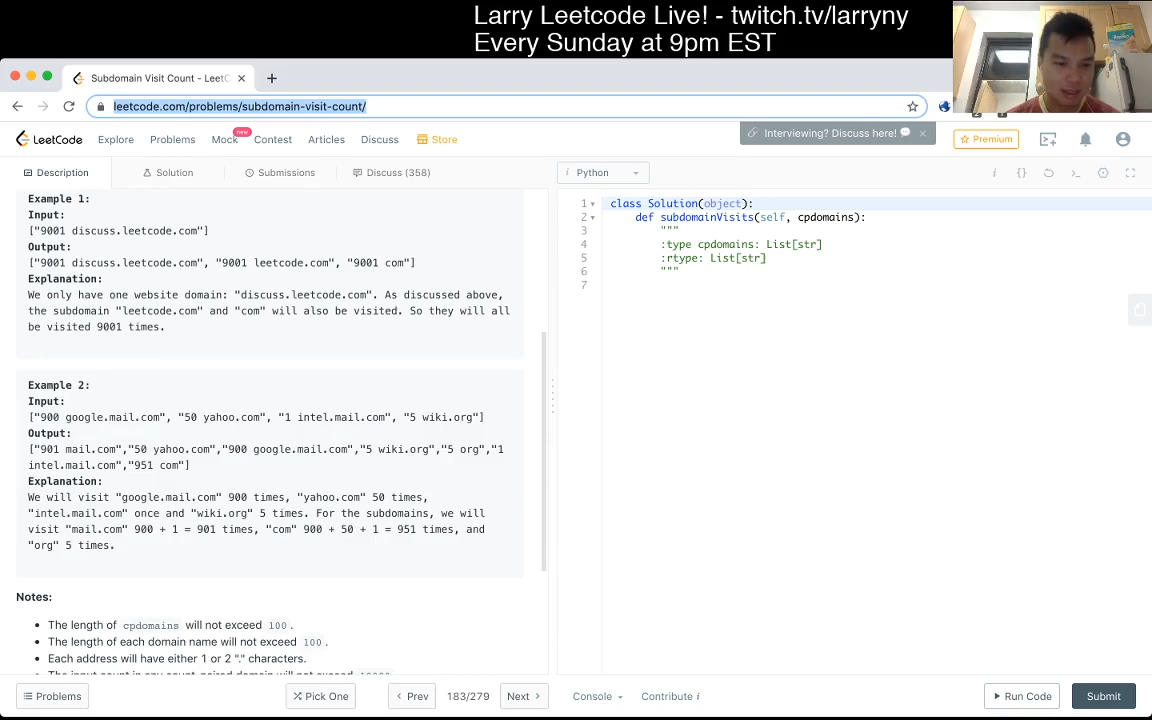 Larry Leetcode Live! - twitch.tv/larryny
Every Sunday at 9pm EST
Subdomain Visit Count - LeetC
leetcode.com/problems/subdomain-visit-count/
LeetCode
Explore
Problems
Mock
new
Contest
Articles
Discuss
Store
Interviewing? Discuss here!
Premium
Description
Solution
Submissions
Discuss (358)
i Python
Example 1:
Input:
["9001 discuss.leetcode.com"]
Output:
["9001 discuss.leetcode.com", "9001 leetcode.com", "9001 com"]
Explanation:
We only have one website domain: "discuss.leetcode.com". As discussed above,
the subdomain "leetcode.com" and "com" will also be visited. So they will all
be visited 9001 times.
Example 2:
Input:
["900 google.mail.com", "50 yahoo.com", "1 intel.mail.com", "5 wiki.org"]
Output:
["901 mail.com","50 yahoo.com","900 google.mail.com","5 wiki.org","5 org","1
intel.mail.com","951 com"]
Explanation:
We will visit "google.mail.com" 900 times, "yahoo.com" 50 times,
"intel.mail.com" once and "wiki.org" 5 times. For the subdomains, we will
visit "mail.com" 900 + 1 = 901 times, "com" 900 + 50 + 1 = 951 times, and
"org" 5 times.
Notes:
The length of cpdomains will not exceed 100.
The length of each domain name will not exceed 100.
Each address will have either 1 or 2 "." characters.
1 class Solution(object):
2 def subdomainVisits(self, cpdomains):
3 """
4 :type cpdomains: List[str]
5 :rtype: List[str]
6 """
7
Problems
Pick One
Prev
183/279
Next
Console
Contribute i
Run Code
Submit